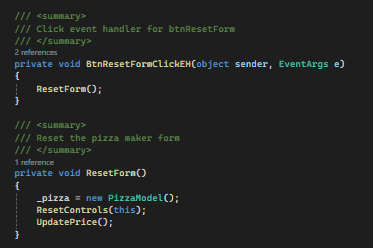 /// <summary>
/// Click event handler for btnResetForm
/// </summary>
2 references
private void BtnResetFormClickEH(object sender, EventArgs e)
{
    ResetForm();
}
/// <summary>
/// Reset the pizza maker form
/// </summary>
1 reference
private void ResetForm()
{
    _pizza = new PizzaModel();
    ResetControls(this);
    UpdatePrice();
}